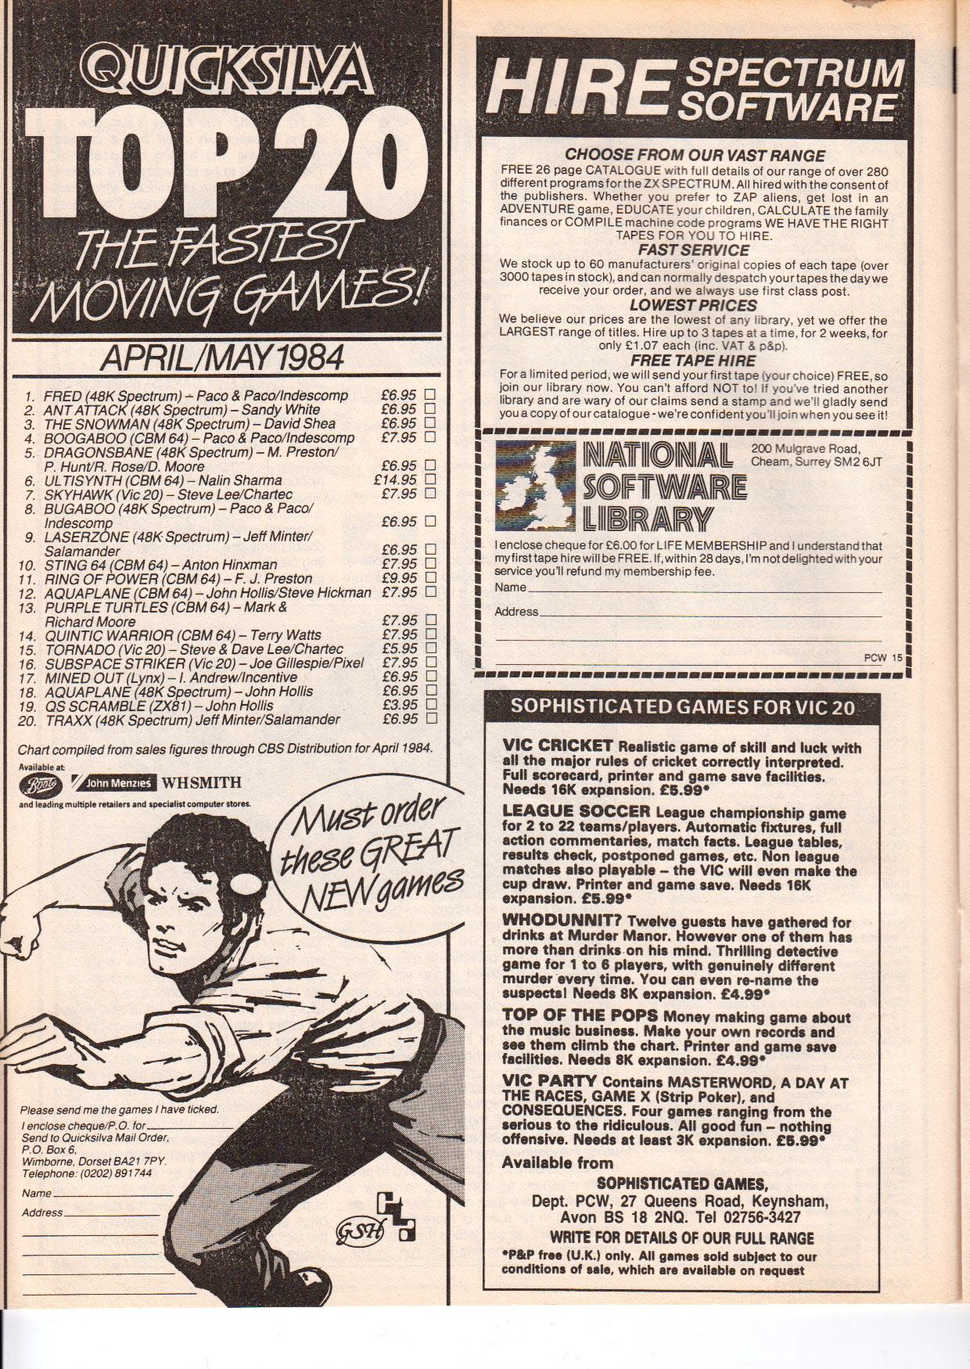 QUICKSILVA
TOP 20
THE FASTEST
MOVING GAMES!
APRIL/MAY 1984
1. FRED (48K Spectrum) – Paco & Paco/Indescomp £6.95
2. ANT ATTACK (48K Spectrum) – Sandy White £6.95
3. THE SNOWMAN (48K Spectrum) – David Shea £6.95
4. BOOGABOO (CBM 64) – Paco & Paco/Indescomp £7.95
5. DRAGONSBANE (48K Spectrum) – M. Preston/
P. Hunt/R. Rose/D. Moore £6.95
6. ULTISYNTH (CBM 64) – Nalin Sharma £14.95
7. SKYHAWK (Vic 20) – Steve Lee/Chartec £7.95
8. BUGABOO (48K Spectrum) – Paco & Paco/
Indescomp £6.95
9. LASERZONE (48K Spectrum) – Jeff Minter/
Salamander £6.95
10. STING 64 (CBM 64) – Anton Hinxman £7.95
11. RING OF POWER (CBM 64) – F. J. Preston £9.95
12. AQUAPLANE (CBM 64) – John Hollis/Steve Hickman £7.95
13. PURPLE TURTLES (CBM 64) – Mark &
Richard Moore £7.95
14. QUINTIC WARRIOR (CBM 64) – Terry Watts £7.95
15. TORNADO (Vic 20) – Steve & Dave Lee/Chartec £5.95
16. SUBSPACE STRIKER (Vic 20) – Joe Gillespie/Pixel £7.95
17. MINED OUT (Lynx) – I. Andrew/Incentive £6.95
18. AQUAPLANE (48K Spectrum) – John Hollis £6.95
19. QS SCRAMBLE (ZX81) – John Hollis £3.95
20. TRAXX (48K Spectrum) Jeff Minter/Salamander £6.95
Chart compiled from sales figures through CBS Distribution for April 1984.
Available at:
Boots John Menzies WHSMITH
and leading multiple retailers and specialist computer stores.
Must order
these GREAT
NEW games
Please send me the games I have ticked.
I enclose cheque/P.O. for
Send to Quicksilva Mail Order,
P.O. Box 6,
Wimborne, Dorset BA21 7PY.
Telephone: (0202) 891744
Name
Address
GSH
HIRE SPECTRUM
SOFTWARE
CHOOSE FROM OUR VAST RANGE
FREE 26 page CATALOGUE with full details of our range of over 280
different programs for the ZX SPECTRUM. All hired with the consent of
the publishers. Whether you prefer to ZAP aliens, get lost in an
ADVENTURE game, EDUCATE your children, CALCULATE the family
finances or COMPILE machine code programs WE HAVE THE RIGHT
TAPES FOR YOU TO HIRE.
FAST SERVICE
We stock up to 60 manufacturers' original copies of each tape (over
3000 tapes in stock), and can normally despatch your tapes the day we
receive your order, and we always use first class post.
LOWEST PRICES
We believe our prices are the lowest of any library, yet we offer the
LARGEST range of titles. Hire up to 3 tapes at a time, for 2 weeks, for
only £1.07 each (inc. VAT & p&p).
FREE TAPE HIRE
For a limited period, we will send your first tape (your choice) FREE, so
join our library now. You can't afford NOT to! If you've tried another
library and are wary of our claims send a stamp and we'll gladly send
you a copy of our catalogue - we're confident you'll join when you see it!
NATIONAL
SOFTWARE
LIBRARY
200 Mulgrave Road,
Cheam, Surrey SM2 6JT
I enclose cheque for £6.00 for LIFE MEMBERSHIP and I understand that
my first tape hire will be FREE. If, within 28 days, I'm not delighted with your
service you'll refund my membership fee.
Name
Address
PCW 15
SOPHISTICATED GAMES FOR VIC 20
VIC CRICKET Realistic game of skill and luck with
all the major rules of cricket correctly interpreted.
Full scorecard, printer and game save facilities.
Needs 16K expansion. £5.99*
LEAGUE SOCCER League championship game
for 2 to 22 teams/players. Automatic fixtures, full
action commentaries, match facts. League tables,
results check, postponed games, etc. Non league
matches also playable – the VIC will even make the
cup draw. Printer and game save. Needs 16K
expansion. £5.99*
WHODUNNIT? Twelve guests have gathered for
drinks at Murder Manor. However one of them has
more than drinks on his mind. Thrilling detective
game for 1 to 6 players, with genuinely different
murder every time. You can even re-name the
suspects! Needs 8K expansion. £4.99*
TOP OF THE POPS Money making game about
the music business. Make your own records and
see them climb the chart. Printer and game save
facilities. Needs 8K expansion. £4.99*
VIC PARTY Contains MASTERWORD, A DAY AT
THE RACES, GAME X (Strip Poker), and
CONSEQUENCES. Four games ranging from the
serious to the ridiculous. All good fun – nothing
offensive. Needs at least 3K expansion. £5.99*
Available from
SOPHISTICATED GAMES,
Dept. PCW, 27 Queens Road, Keynsham,
Avon BS 18 2NQ. Tel 02756-3427
WRITE FOR DETAILS OF OUR FULL RANGE
*P&P free (U.K.) only. All games sold subject to our
conditions of sale, which are available on request